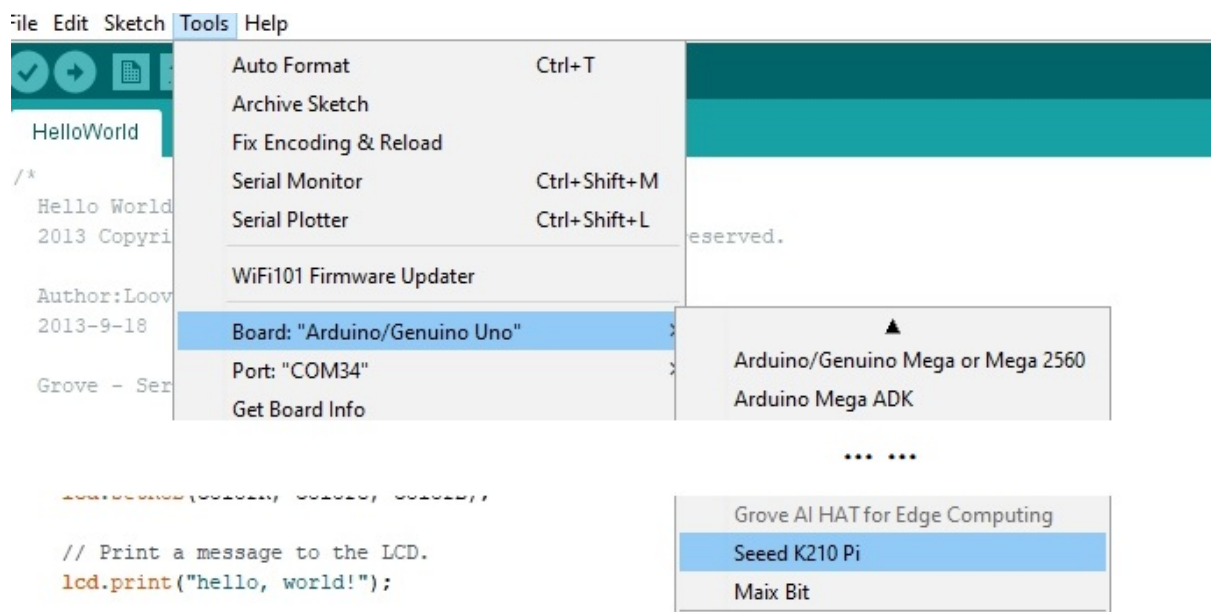 File Edit Sketch Tools Help
Auto Format Ctrl+T
Archive Sketch
HelloWorld
Fix Encoding & Reload
/*
Serial Monitor Ctrl+Shift+M
Hello World
Serial Plotter Ctrl+Shift+L
2013 Copyri eserved.
WiFi101 Firmware Updater
Author:Loov
2013-9-18
Board: "Arduino/Genuino Uno"
Port: "COM34"
Arduino/Genuino Mega or Mega 2560
Grove - Ser
Get Board Info
Arduino Mega ADK
... ...
Grove AI HAT for Edge Computing
// Print a message to the LCD.
Seeed K210 Pi
lcd.print("hello, world!");
Maix Bit